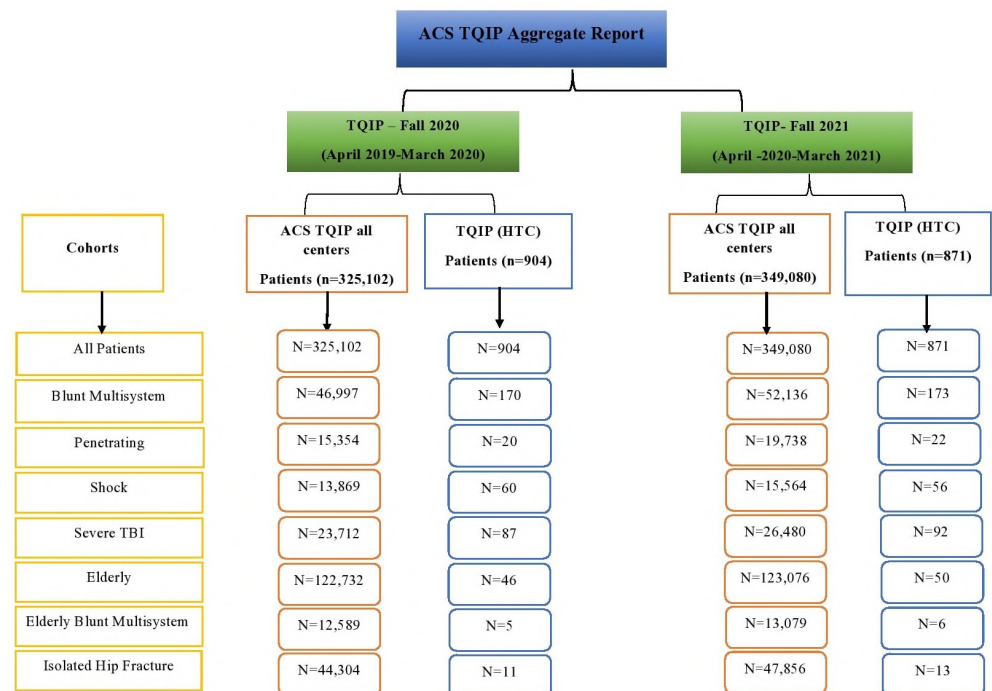 ACS TQIP Aggregate Report
TQIP – Fall 2020
(April 2019-March 2020)
TQIP- Fall 2021
(April -2020-March 2021)
Cohorts
ACS TQIP all
centers
Patients (n=325,102)
TQIP (HTC)
Patients (n=904)
ACS TQIP all
centers
Patients (n=349,080)
TQIP (HTC)
Patients (n=871)
All Patients
N=325,102
N=904
N=349,080
N=871
Blunt Multisystem
N=46,997
N=170
N=52,136
N=173
Penetrating
N=15,354
N=20
N=19,738
N=22
Shock
N=13,869
N=60
N=15,564
N=56
Severe TBI
N=23,712
N=87
N=26,480
N=92
Elderly
N=122,732
N=46
N=123,076
N=50
Elderly Blunt Multisystem
N=12,589
N=5
N=13,079
N=6
Isolated Hip Fracture
N=44,304
N=11
N=47,856
N=13